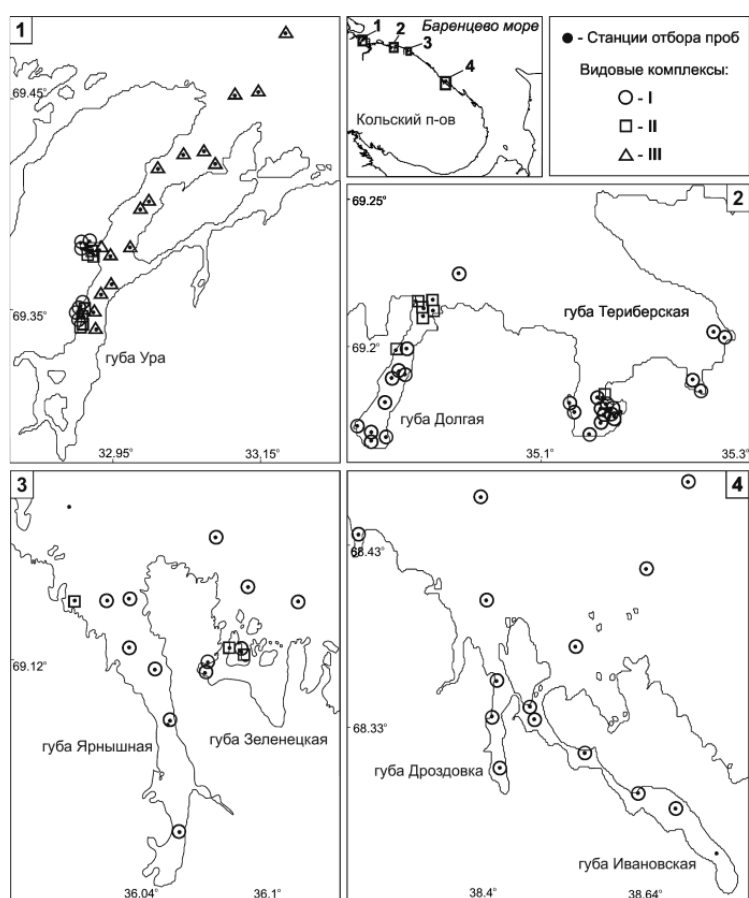 1
69.45°
69.35°
губа Ура
32.95°
33.15°
Баренцево море
1
2
3
4
Кольский п-ов
- Станции отбора проб
Видовые комплексы:
- I
- II
- III
2
69.25°
губа Териберская
69.2°
губа Долгая
35.1°
35.3°
3
69.12°
губа Ярнышная
губа Зеленецкая
36.04°
36.1°
4
68.43°
68.33°
губа Дроздовка
губа Ивановская
38.4°
38.64°